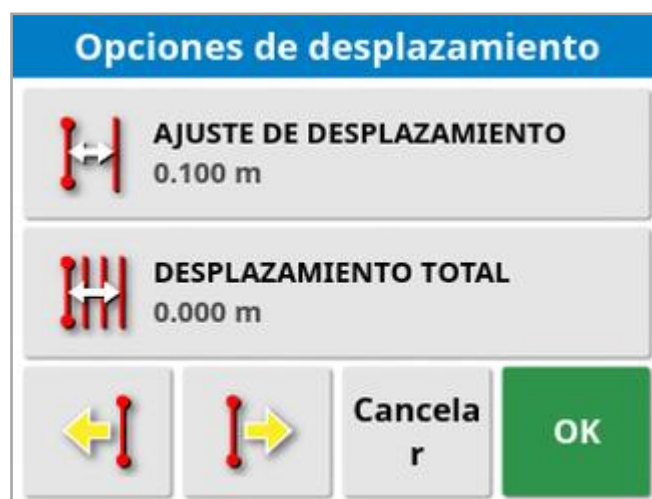 Opciones de desplazamiento
AJUSTE DE DESPLAZAMIENTO
0.100 m
DESPLAZAMIENTO TOTAL
0.000 m
Cancela
r
OK